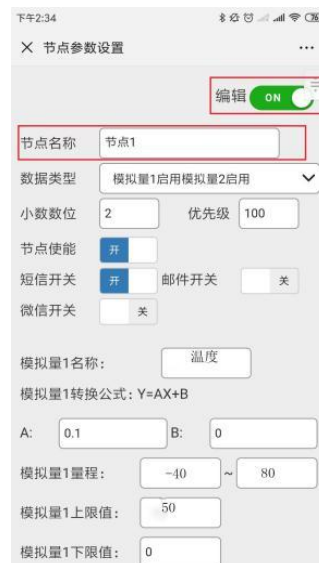 下午2:34
节点参数设置
编辑 ON
节点名称 节点1
数据类型 模拟量1启用模拟量2启用
小数数位 2 优先级 100
节点使能 开
短信开关 开 邮件开关 关
微信开关 关
模拟量1名称: 温度
模拟量1转换公式: Y=AX+B
A: 0.1 B: 0
模拟量1量程: -40 ~ 80
模拟量1上限值: 50
模拟量1下限值: 0